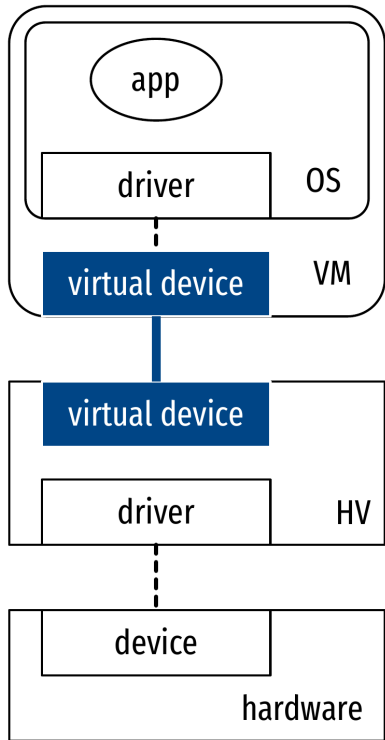 app
driver
OS
virtual device
VM
virtual device
driver
HV
device
hardware